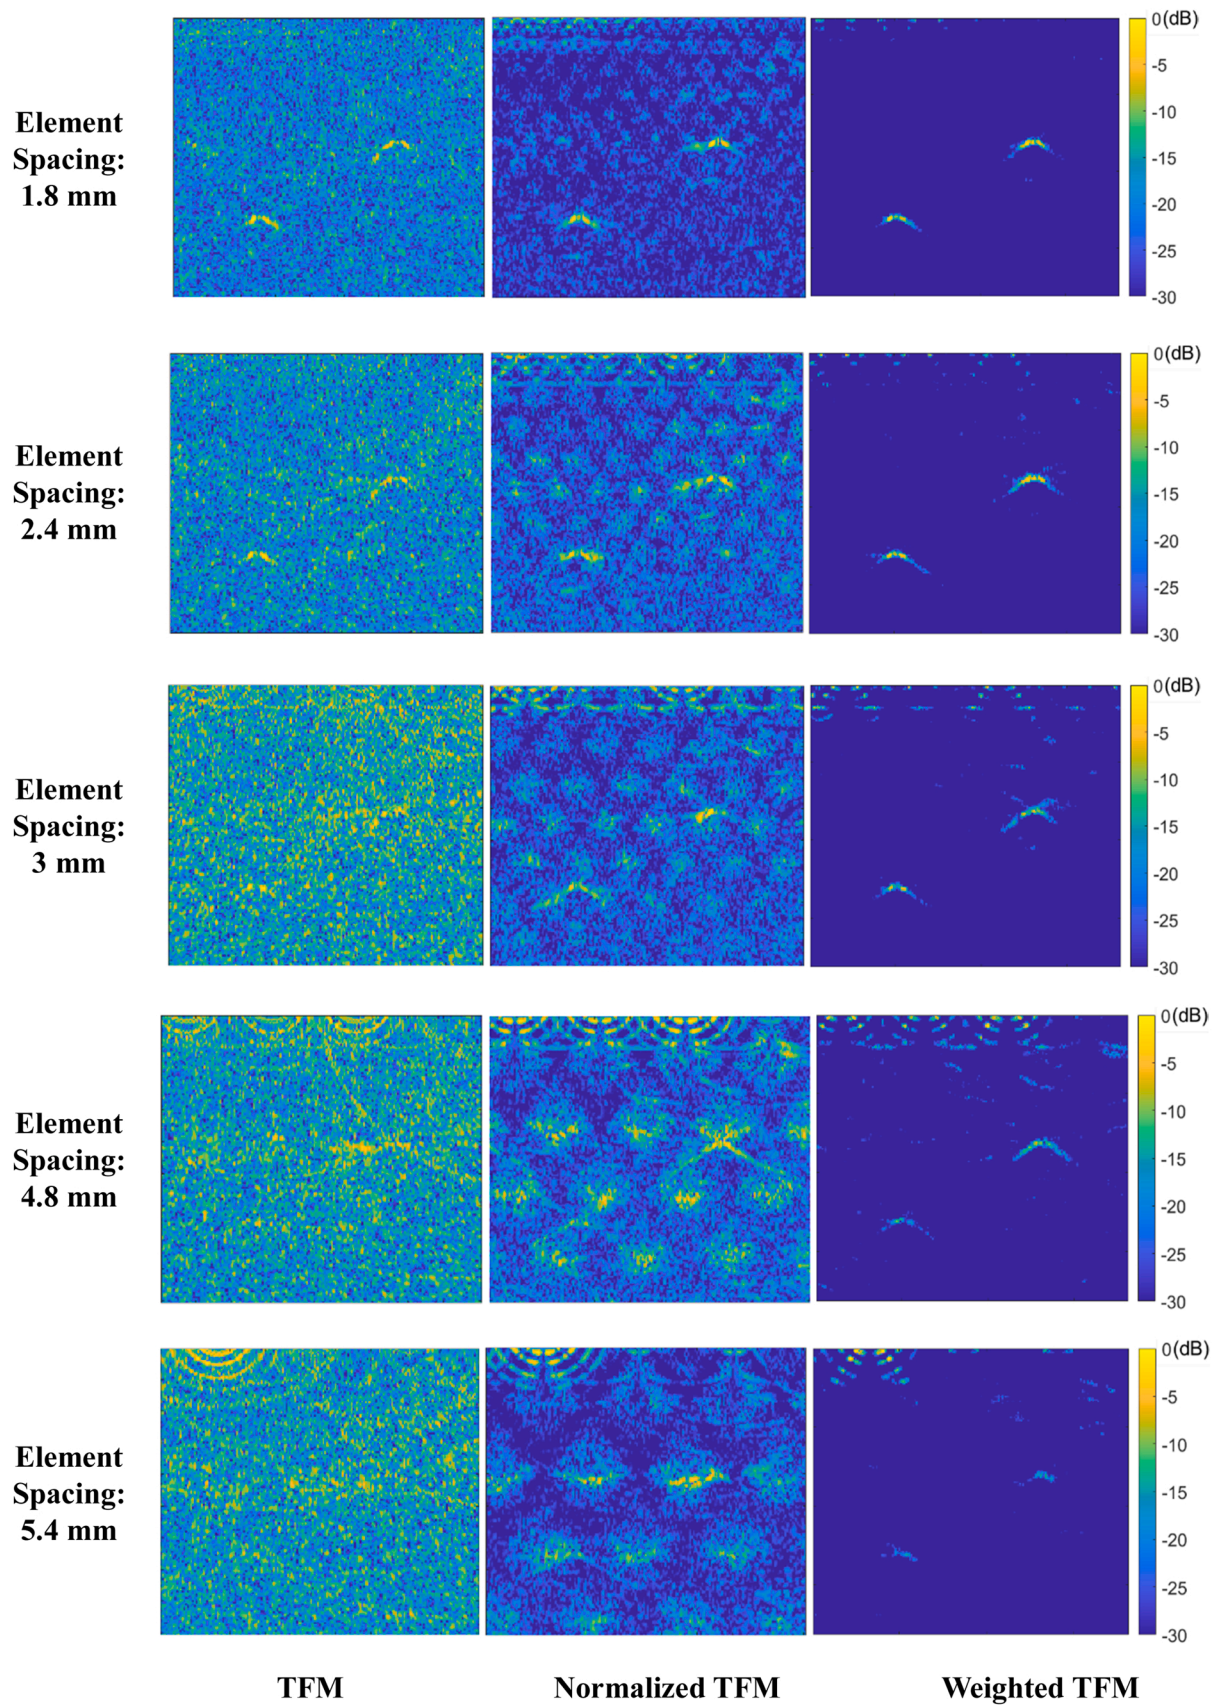 0(dB)
-5
-10
-15
-20
-25
-30
Element
Spacing:
1.8 mm
0(dB)
-5
-10
-15
-20
-25
-30
Element
Spacing:
2.4 mm
0(dB)
-5
-10
-15
-20
-25
-30
Element
Spacing:
3 mm
0(dB)
-5
-10
-15
-20
-25
-30
Element
Spacing:
4.8 mm
0(dB)
-5
-10
-15
-20
-25
-30
Element
Spacing:
5.4 mm
TFM
Normalized TFM
Weighted TFM